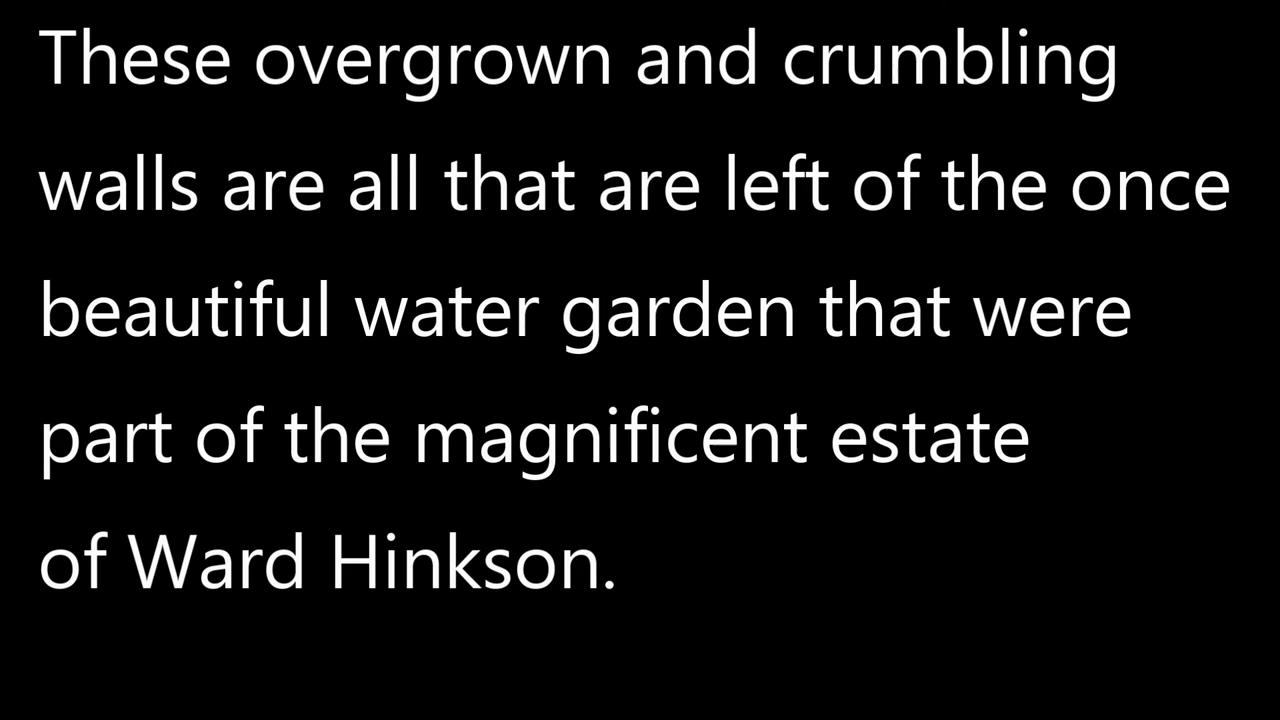 These overgrown and crumbling
walls are all that are left of the once
beautiful water garden that were
part of the magnificent estate
of Ward Hinkson.